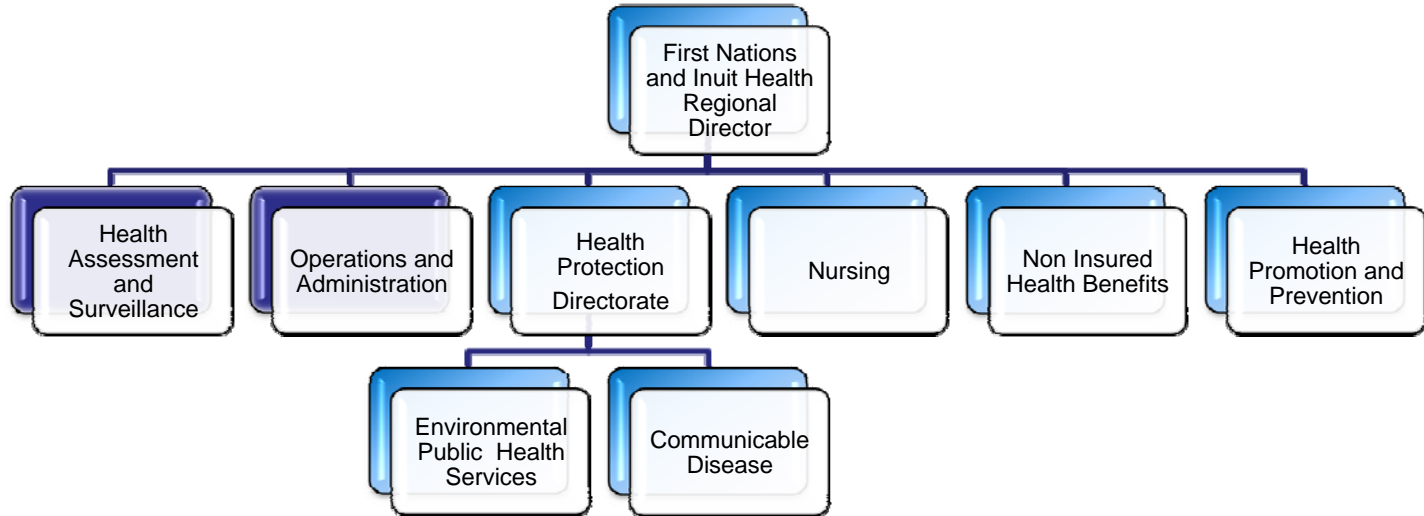 First Nations
and Inuit Health
Regional
Director
Health
Assessment
and
Surveillance
Operations and
Administration
Health
Protection
Directorate
Nursing
Non Insured
Health Benefits
Health
Promotion and
Prevention
Environmental
Public Health
Services
Communicable
Disease